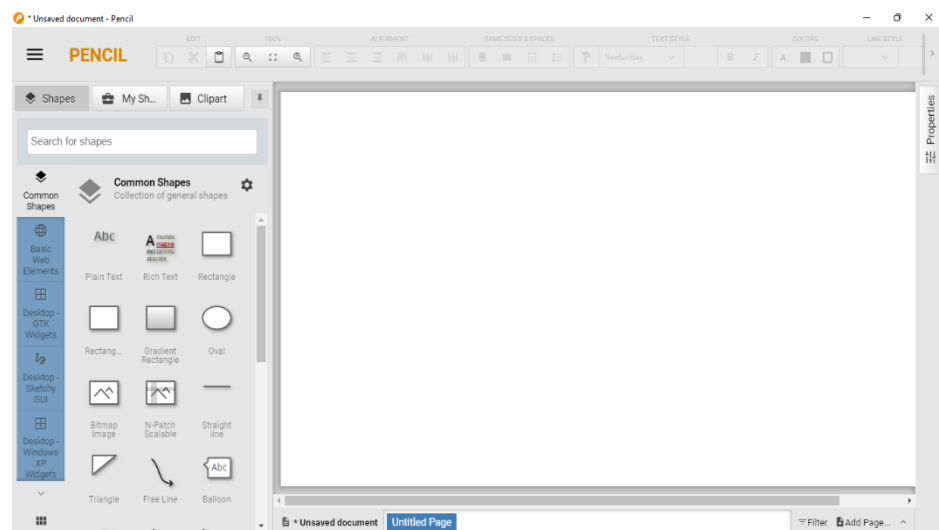 * Unsaved document - Pencil
EDIT
100%
ALIGNMENT
SAME SIZES & SPACES
TEXT STYLE
COLORS
LINE STYLE
PENCIL
B
I
A
Shapes
My Sh...
Clipart
Properties
Search for shapes
Common
Shapes
Common Shapes
Collection of general shapes
Basic
Web
Elements
Desktop -
GTK
Widgets
Desktop -
Sketchy
GUI
Desktop -
Windows
XP
Widgets
Abc
A
Plain Text
Rich Text
Rectangle
Rectang...
Gradient
Rectangle
Oval
Bitmap
Image
N-Patch
Scalable
Straight
line
Abc
Triangle
Free Line
Balloon
* Unsaved document
Untitled Page
Filter
Add Page...